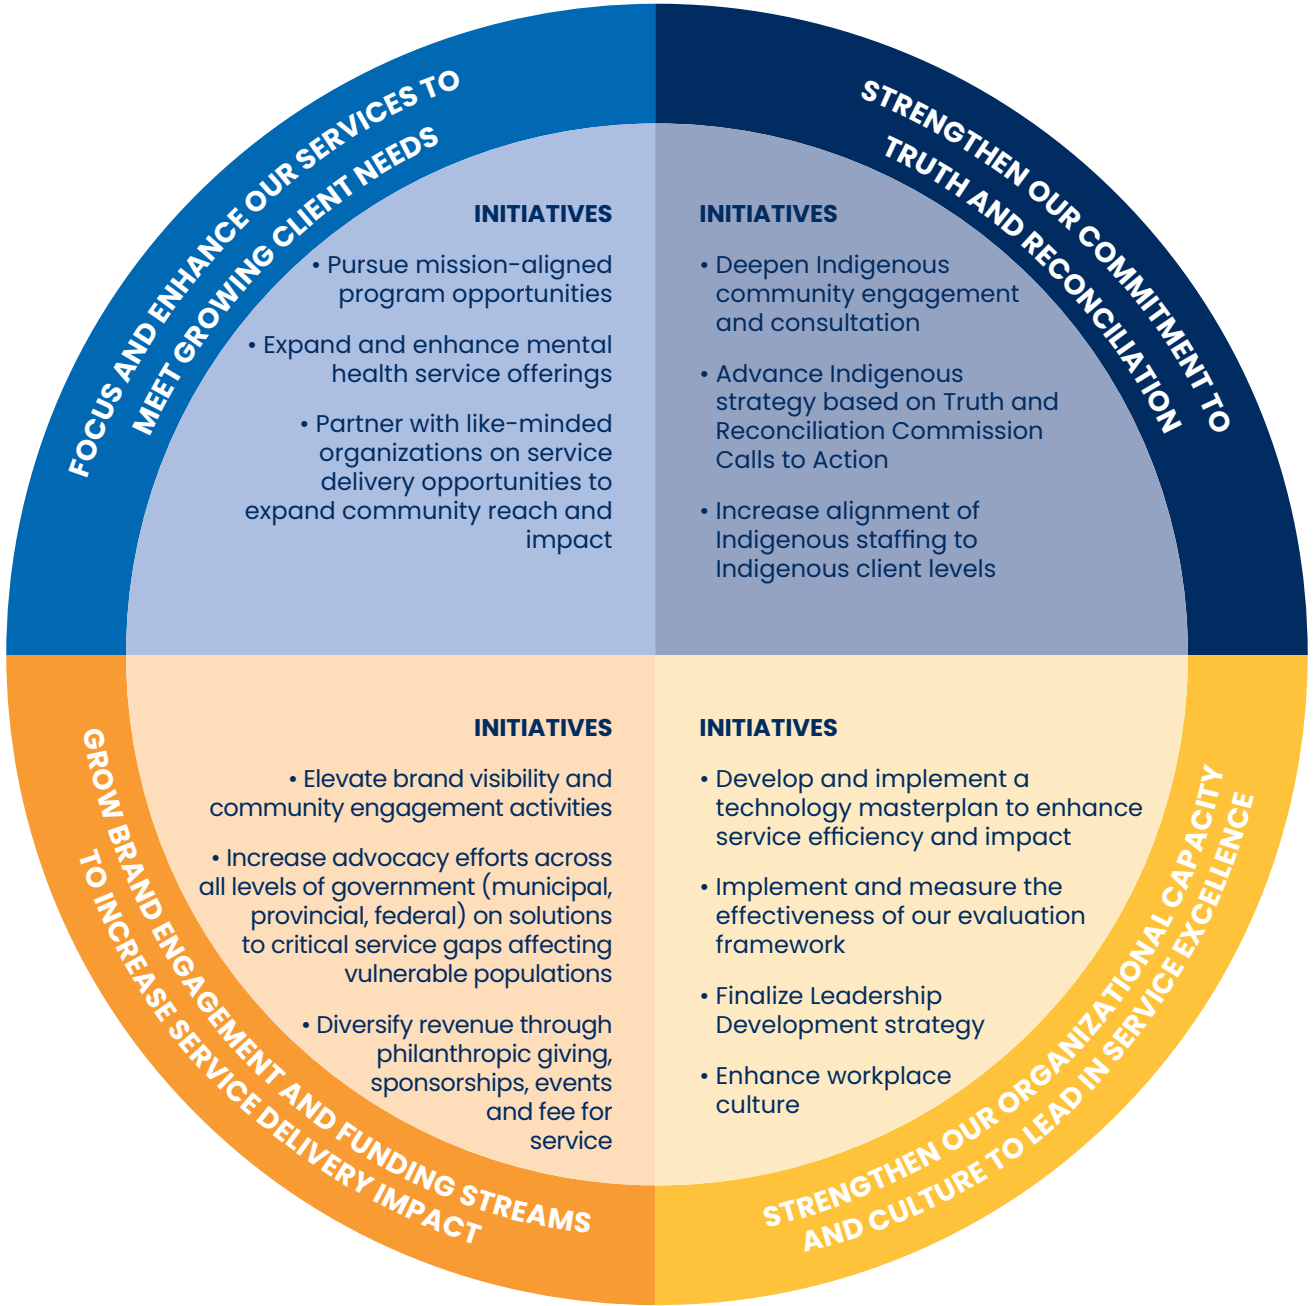 FOCUS AND ENHANCE OUR SERVICES TO
MEET GROWING CLIENT NEEDS
INITIATIVES
• Pursue mission-aligned
program opportunities
• Expand and enhance mental
health service offerings
• Partner with like-minded
organizations on service
delivery opportunities to
expand community reach and
impact
STRENGTHEN OUR COMMITMENT TO
TRUTH AND RECONCILIATION
INITIATIVES
• Deepen Indigenous
community engagement
and consultation
• Advance Indigenous
strategy based on Truth and
Reconciliation Commission
Calls to Action
• Increase alignment of
Indigenous staffing to
Indigenous client levels
GROW BRAND ENGAGEMENT AND FUNDING STREAMS
TO INCREASE SERVICE DELIVERY IMPACT
INITIATIVES
• Elevate brand visibility and
community engagement activities
• Increase advocacy efforts across
all levels of government (municipal,
provincial, federal) on solutions
to critical service gaps affecting
vulnerable populations
• Diversify revenue through
philanthropic giving,
sponsorships, events
and fee for
service
STRENGTHEN OUR ORGANIZATIONAL CAPACITY
AND CULTURE TO LEAD IN SERVICE EXCELLENCE
INITIATIVES
• Develop and implement a
technology masterplan to enhance
service efficiency and impact
• Implement and measure the
effectiveness of our evaluation
framework
• Finalize Leadership
Development strategy
• Enhance workplace
culture